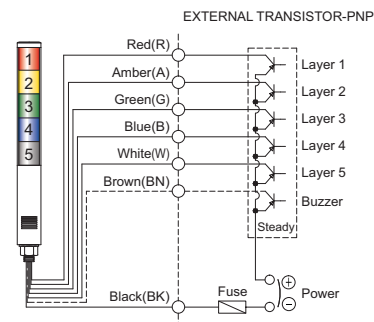 EXTERNAL TRANSISTOR-PNP
Red(R)
Amber(A)
Green(G)
Blue(B)
White(W)
Brown(BN)
Black(BK)
1
2
3
4
5
Layer 1
Layer 2
Layer 3
Layer 4
Layer 5
Buzzer
Steady
Fuse
+
Power
−